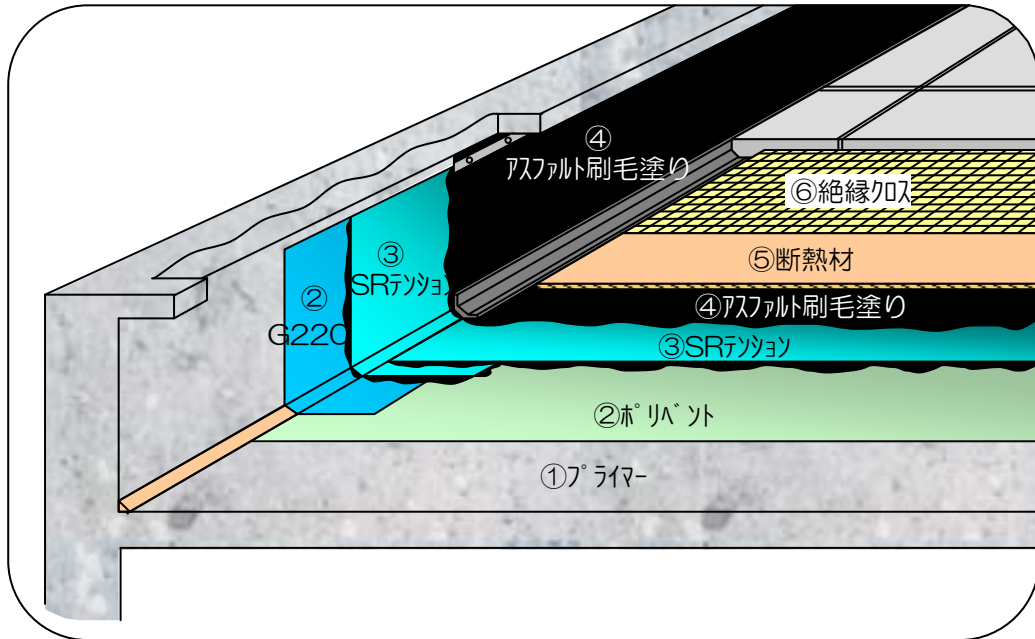 ④
ｱｽﾌｧﾙﾄ刷毛塗り
⑥絶縁ｸﾛｽ
③
SRﾃﾝｼｮﾝ
⑤断熱材
②
G220
④ｱｽﾌｧﾙﾄ刷毛塗り
③SRﾃﾝｼｮﾝ
②ﾎﾟﾘﾍﾞﾝﾄ
①ﾌﾟﾗｲﾏｰ